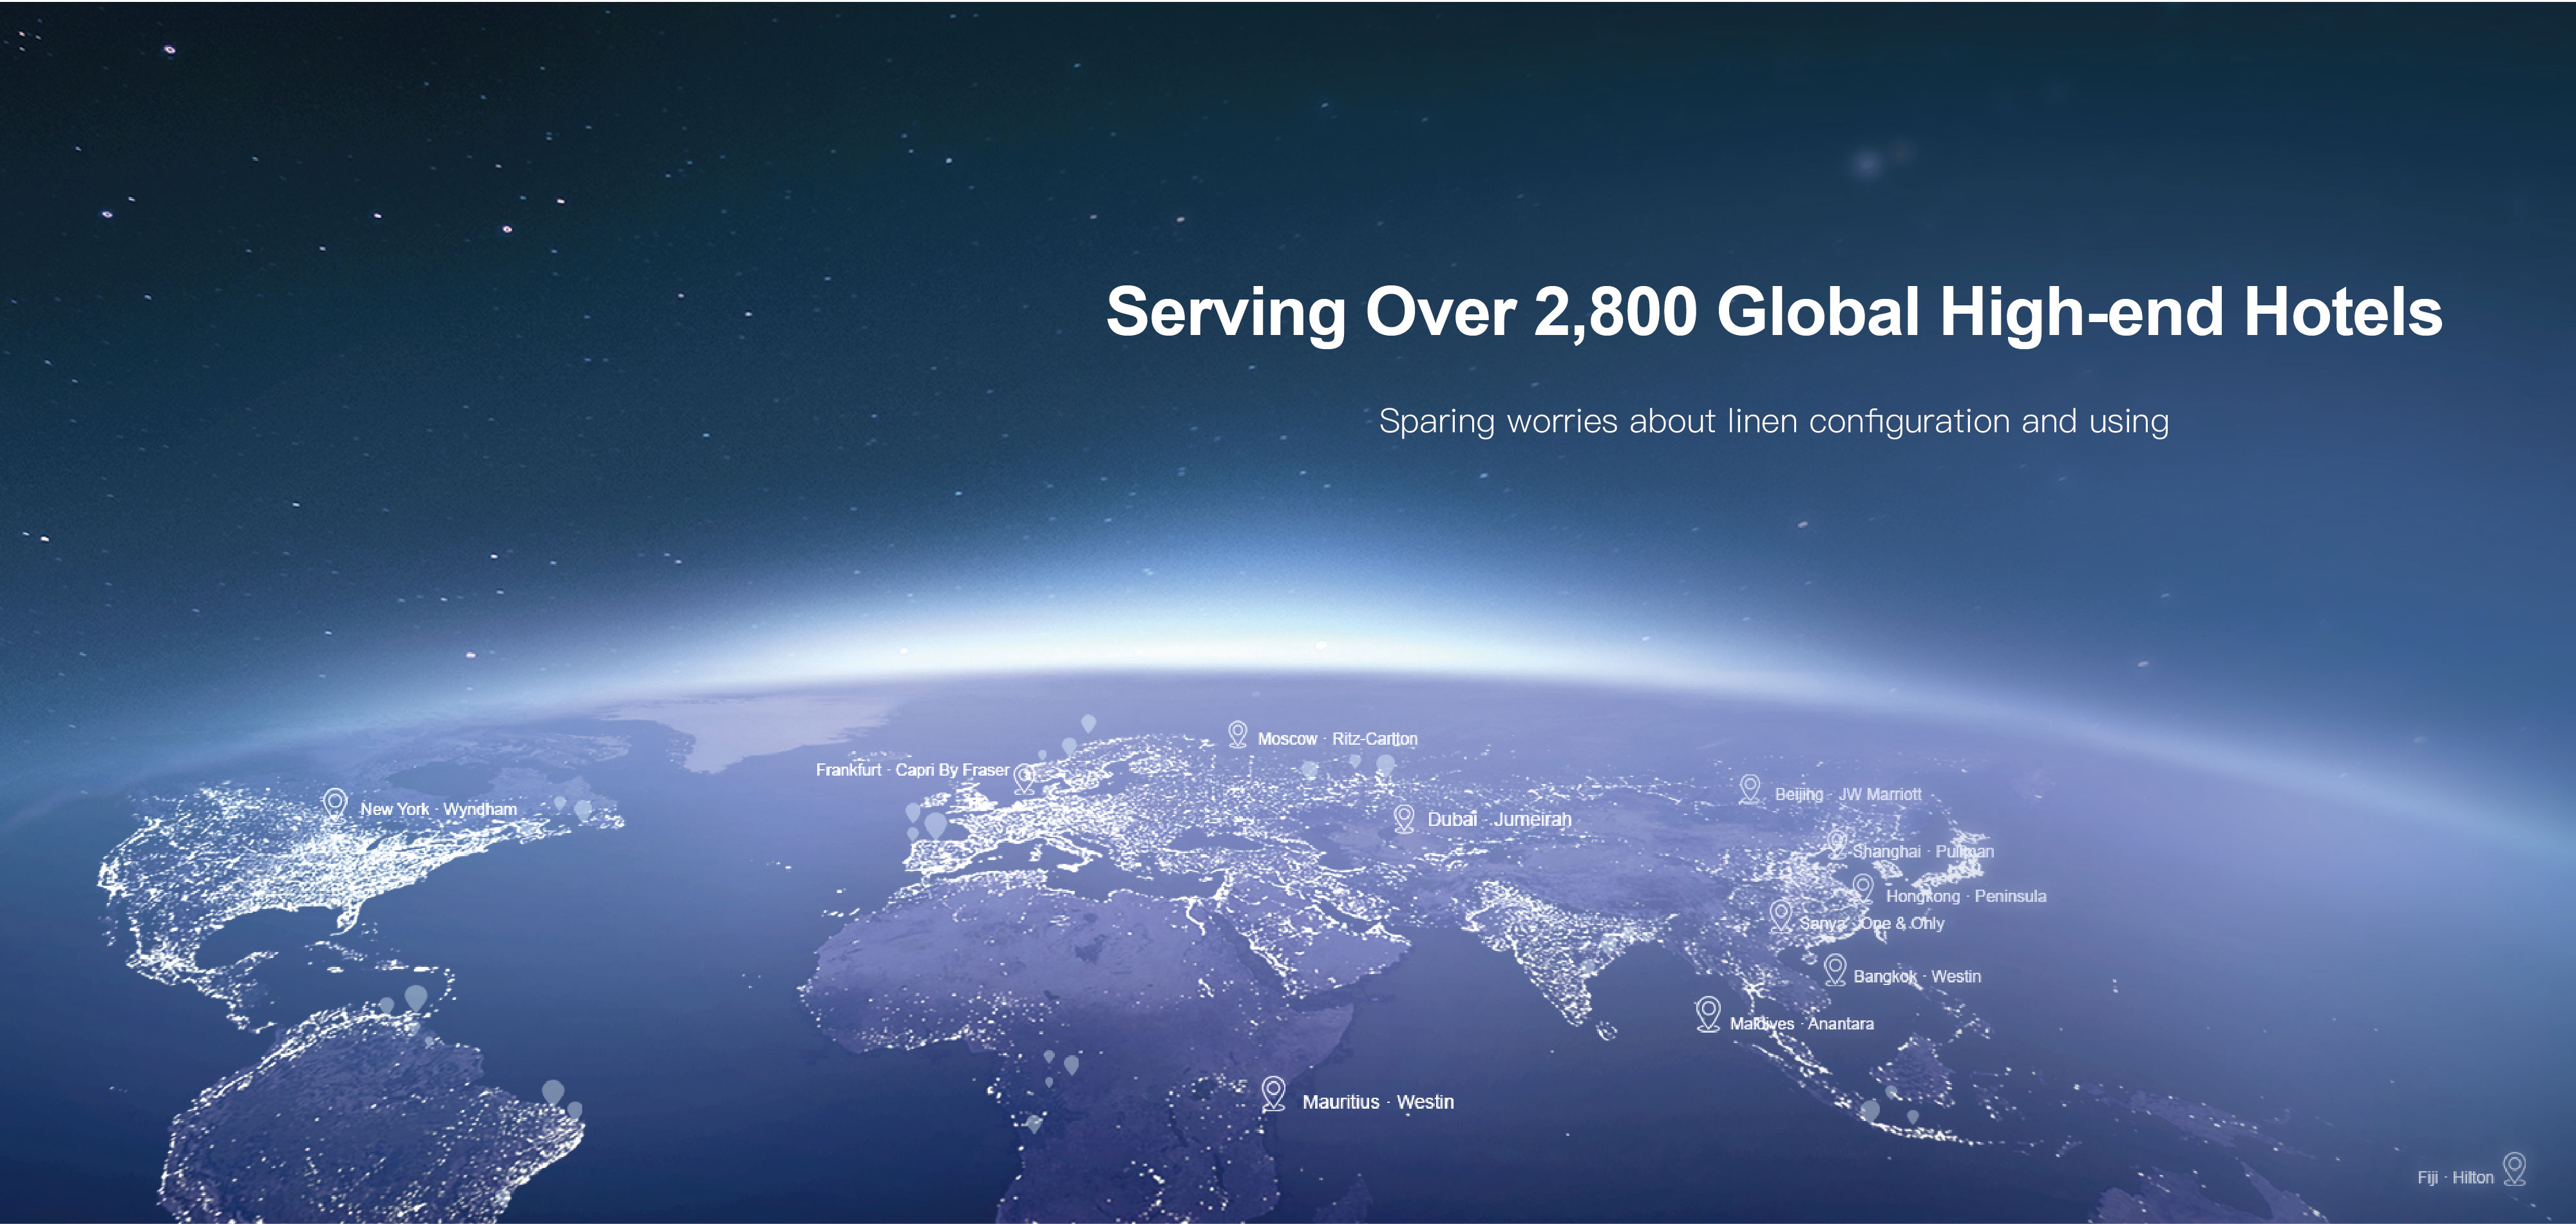 Serving Over 2,800 Global High-end Hotels
Sparing worries about linen configuration and using
Moscow · Ritz-Carlton
Frankfurt · Capri By Fraser
New York · Wyndham
Beijing · JW Marriott
Dubai · Jumeirah
Shanghai · Pullman
Hongkong · Peninsula
Sanya · One & Only
Bangkok · Westin
Maldives · Anantara
Mauritius · Westin
Fiji · Hilton